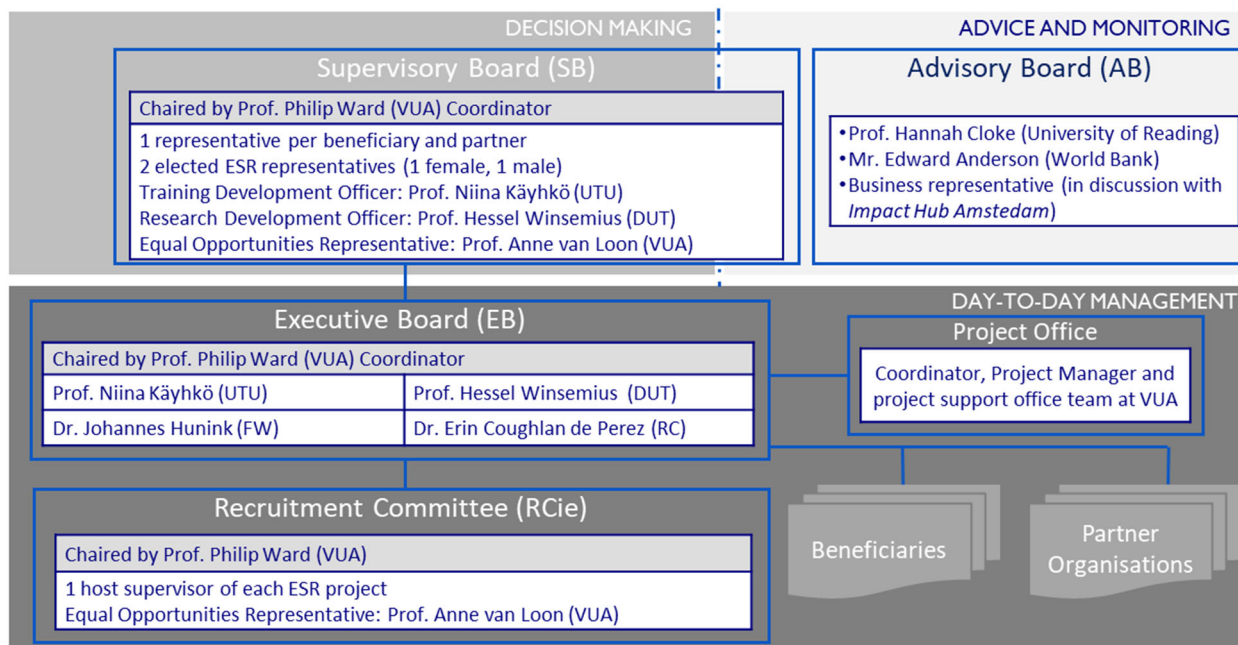 DECISION MAKING
ADVICE AND MONITORING
Supervisory Board (SB)
Chaired by Prof. Philip Ward (VUA) Coordinator
1 representative per beneficiary and partner
2 elected ESR representatives (1 female, 1 male)
Training Development Officer: Prof. Niina Käyhkö (UTU)
Research Development Officer: Prof. Hessel Winsemius (DUT)
Equal Opportunities Representative: Prof. Anne van Loon (VUA)
Advisory Board (AB)
•Prof. Hannah Cloke (University of Reading)
•Mr. Edward Anderson (World Bank)
•Business representative (in discussion with
Impact Hub Amstedam)
DAY-TO-DAY MANAGEMENT
Executive Board (EB)
Chaired by Prof. Philip Ward (VUA) Coordinator
Prof. Niina Käyhkö (UTU)
Prof. Hessel Winsemius (DUT)
Dr. Johannes Hunink (FW)
Dr. Erin Coughlan de Perez (RC)
Project Office
Coordinator, Project Manager and
project support office team at VUA
Recruitment Committee (RCie)
Chaired by Prof. Philip Ward (VUA)
1 host supervisor of each ESR project
Equal Opportunities Representative: Prof. Anne van Loon (VUA)
Beneficiaries
Partner
Organisations